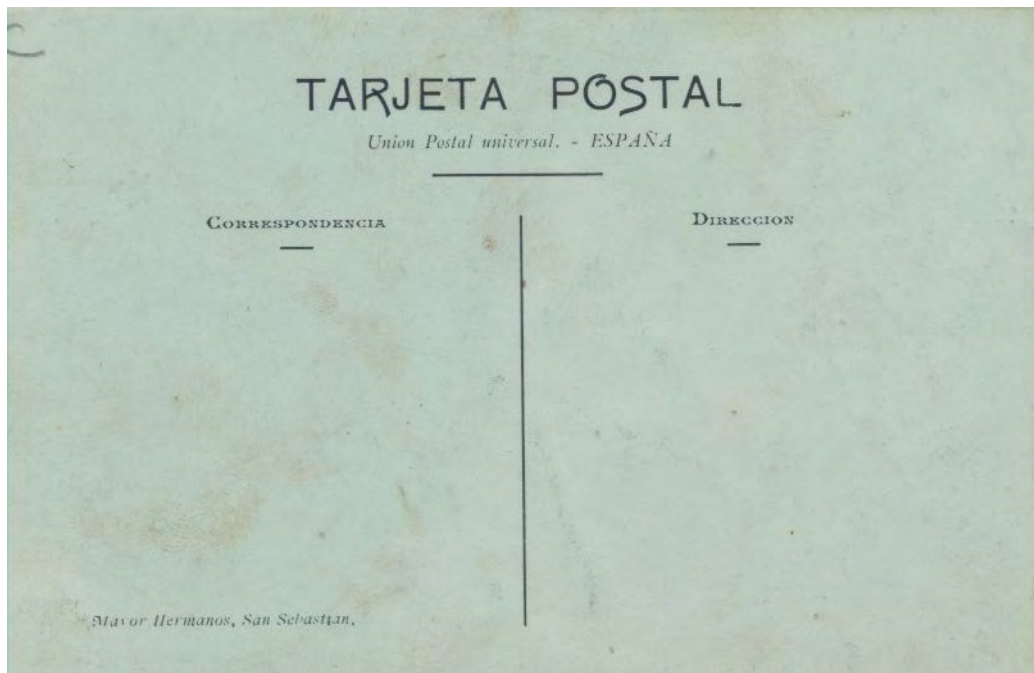 TARJETA POSTAL
Union Postal universal. - ESPAÑA
CORRESPONDENCIA
DIRECCION
Mayor Hermanos, San Sebastian.